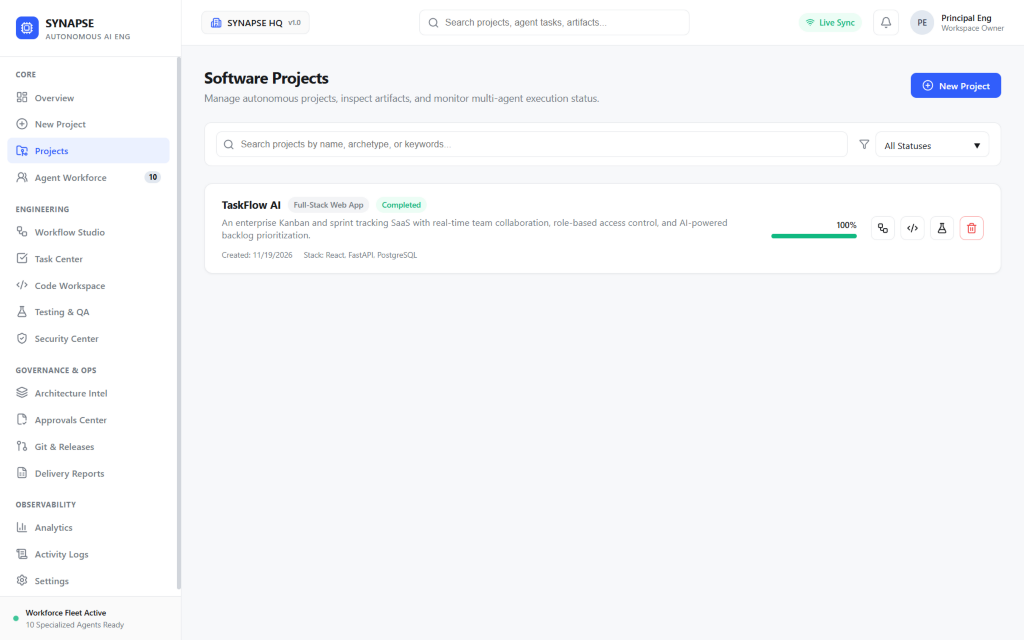 SYNAPSE
AUTONOMOUS AI ENG
SYNAPSE HQ v1.0
Search projects, agent tasks, artifacts...
Live Sync
PE
Principal Eng
Workspace Owner
CORE
Overview
New Project
Projects
Agent Workforce 10
ENGINEERING
Workflow Studio
Task Center
Code Workspace
Testing & QA
Security Center
GOVERNANCE & OPS
Architecture Intel
Approvals Center
Git & Releases
Delivery Reports
OBSERVABILITY
Analytics
Activity Logs
Settings
Workforce Fleet Active
10 Specialized Agents Ready
Software Projects
Manage autonomous projects, inspect artifacts, and monitor multi-agent execution status.
New Project
Search projects by name, archetype, or keywords...
All Statuses
TaskFlow AI Full-Stack Web App Completed
An enterprise Kanban and sprint tracking SaaS with real-time team collaboration, role-based access control, and AI-powered
backlog prioritization.
Created: 11/19/2026 Stack: React, FastAPI, PostgreSQL
100%